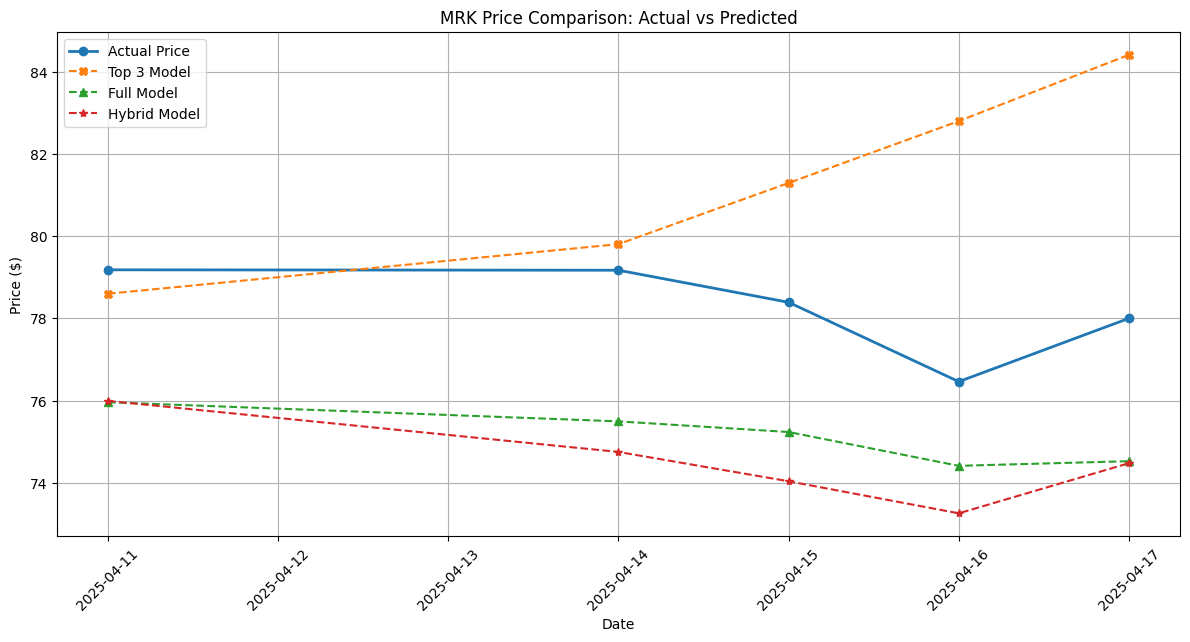 MRK Price Comparison: Actual vs Predicted
Actual Price
Top 3 Model
Full Model
Hybrid Model
Price ($)
84
82
80
78
76
74
2025-04-11
2025-04-12
2025-04-13
2025-04-14
2025-04-15
2025-04-16
2025-04-17
Date